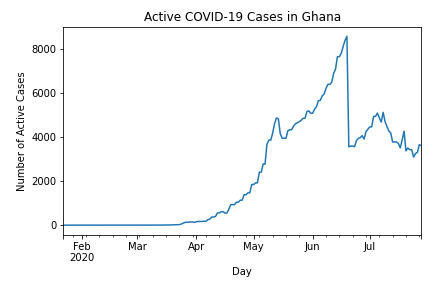 Active COVID-19 Cases in Ghana
Number of Active Cases
8000
6000
4000
2000
0
Feb Mar Apr May Jun Jul
2020
Day